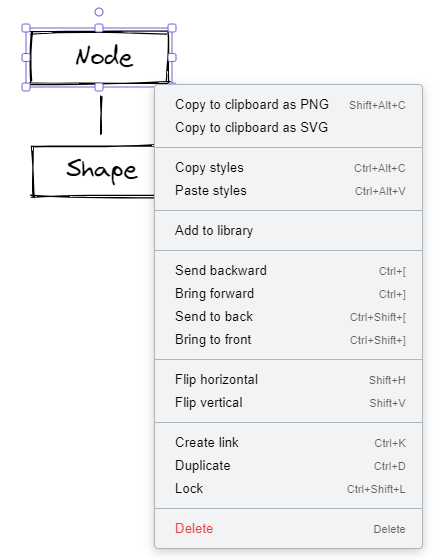 Node
Copy to clipboard as PNG Shift+Alt+C
Copy to clipboard as SVG
Shape
Copy styles Ctrl+Alt+C
Paste styles Ctrl+Alt+V
Add to library
Send backward Ctrl+[
Bring forward Ctrl+]
Send to back Ctrl+Shift+[
Bring to front Ctrl+Shift+]
Flip horizontal Shift+H
Flip vertical Shift+V
Create link Ctrl+K
Duplicate Ctrl+D
Lock Ctrl+Shift+L
Delete Delete